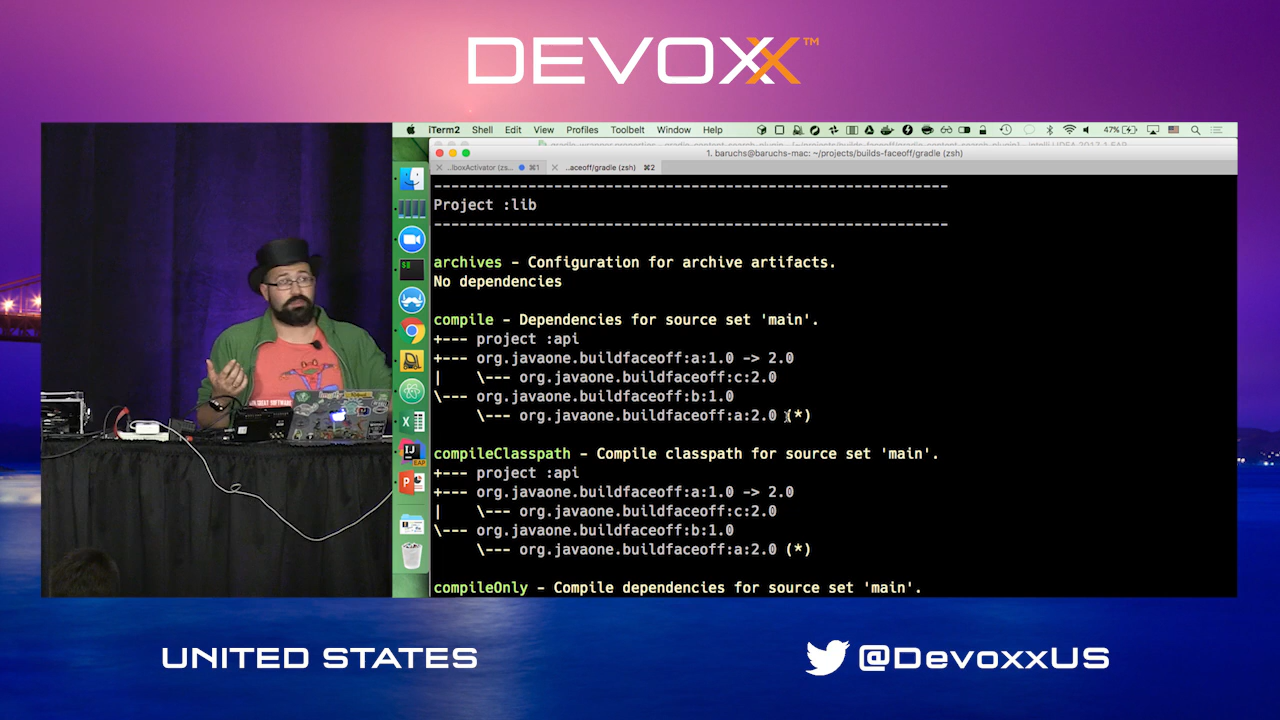 DEVOXX™
iTerm2 Shell Edit View Profiles Toolbelt Window Help 47%
1. baruchs@baruchs-mac: ~/projects/builds-faceoff/gradle (zsh)
..lboxActivator (zs... ⌘1 ..aceoff/gradle (zsh) ⌘2
--------------------------------------------------------
Project :lib
--------------------------------------------------------
archives - Configuration for archive artifacts.
No dependencies
compile - Dependencies for source set 'main'.
+--- project :api
+--- org.javaone.buildfaceoff:a:1.0 -> 2.0
|    \--- org.javaone.buildfaceoff:c:2.0
\--- org.javaone.buildfaceoff:b:1.0
     \--- org.javaone.buildfaceoff:a:2.0 (*)
compileClasspath - Compile classpath for source set 'main'.
+--- project :api
+--- org.javaone.buildfaceoff:a:1.0 -> 2.0
|    \--- org.javaone.buildfaceoff:c:2.0
\--- org.javaone.buildfaceoff:b:1.0
     \--- org.javaone.buildfaceoff:a:2.0 (*)
compileOnly - Compile dependencies for source set 'main'.
UNITED STATES
@DevoxxUS